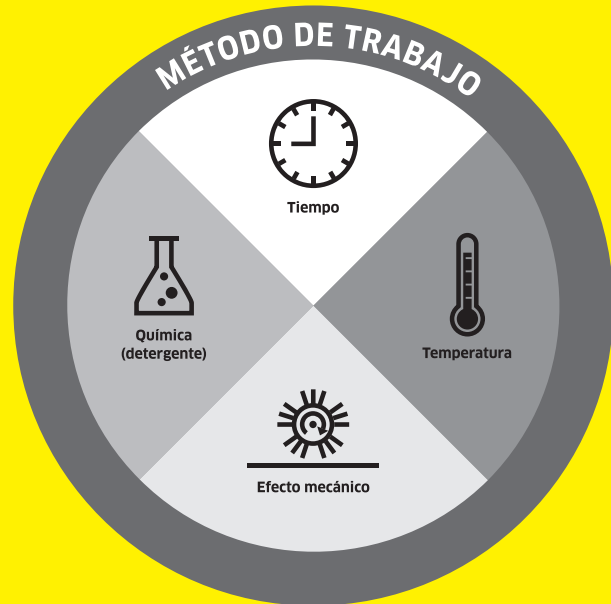 MÉTODO DE TRABAJO
Tiempo
Química
(detergente)
Temperatura
Efecto mecánico